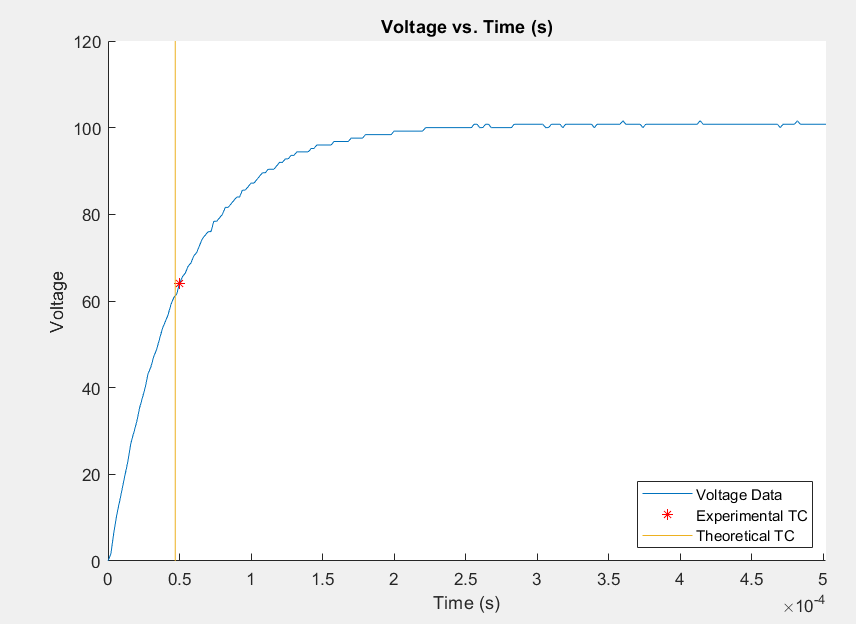 Voltage vs. Time (s)
120
100
80
60
40
20
0
Voltage
0 0.5 1 1.5 2 2.5 3 3.5 4 4.5 5
Time (s)
×10⁻⁴
Voltage Data
Experimental TC
Theoretical TC